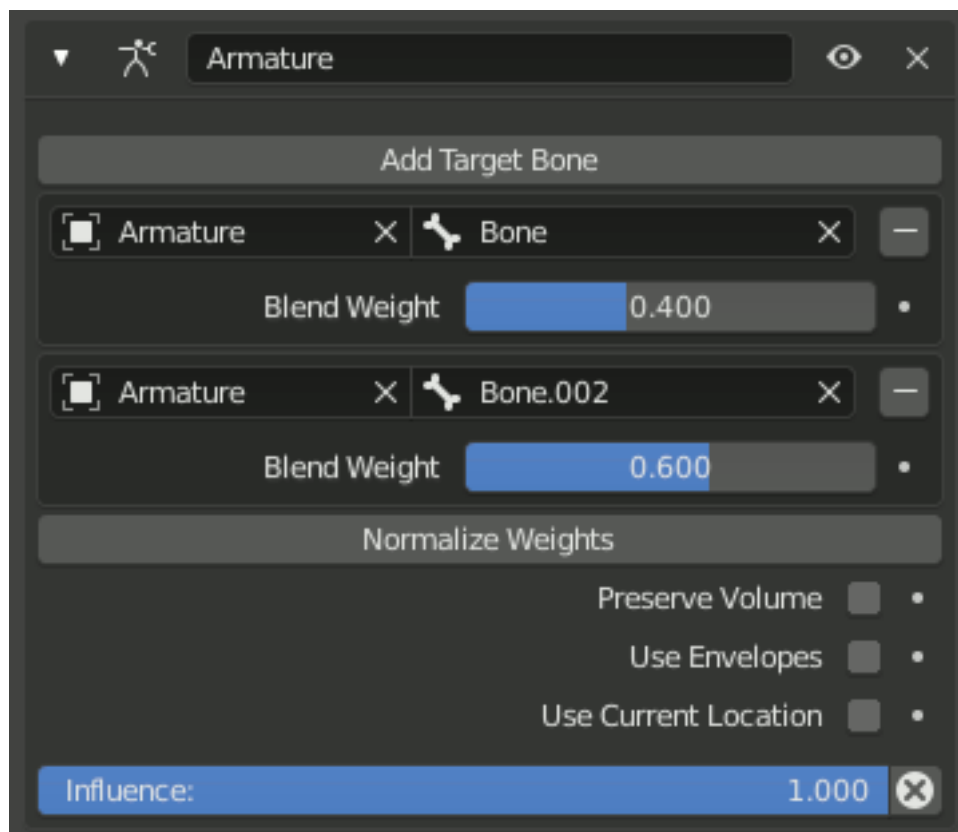 Armature
Add Target Bone
Armature Bone
Blend Weight 0.400
Armature Bone.002
Blend Weight 0.600
Normalize Weights
Preserve Volume
Use Envelopes
Use Current Location
Influence: 1.000